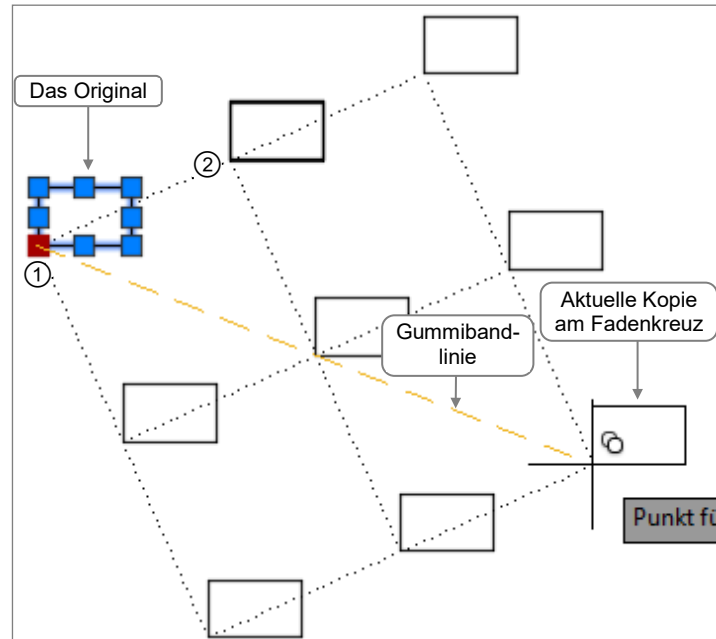 Das Original
2
1
Aktuelle Kopie
am Fadenkreuz
Gummiband-
linie
Punkt fü